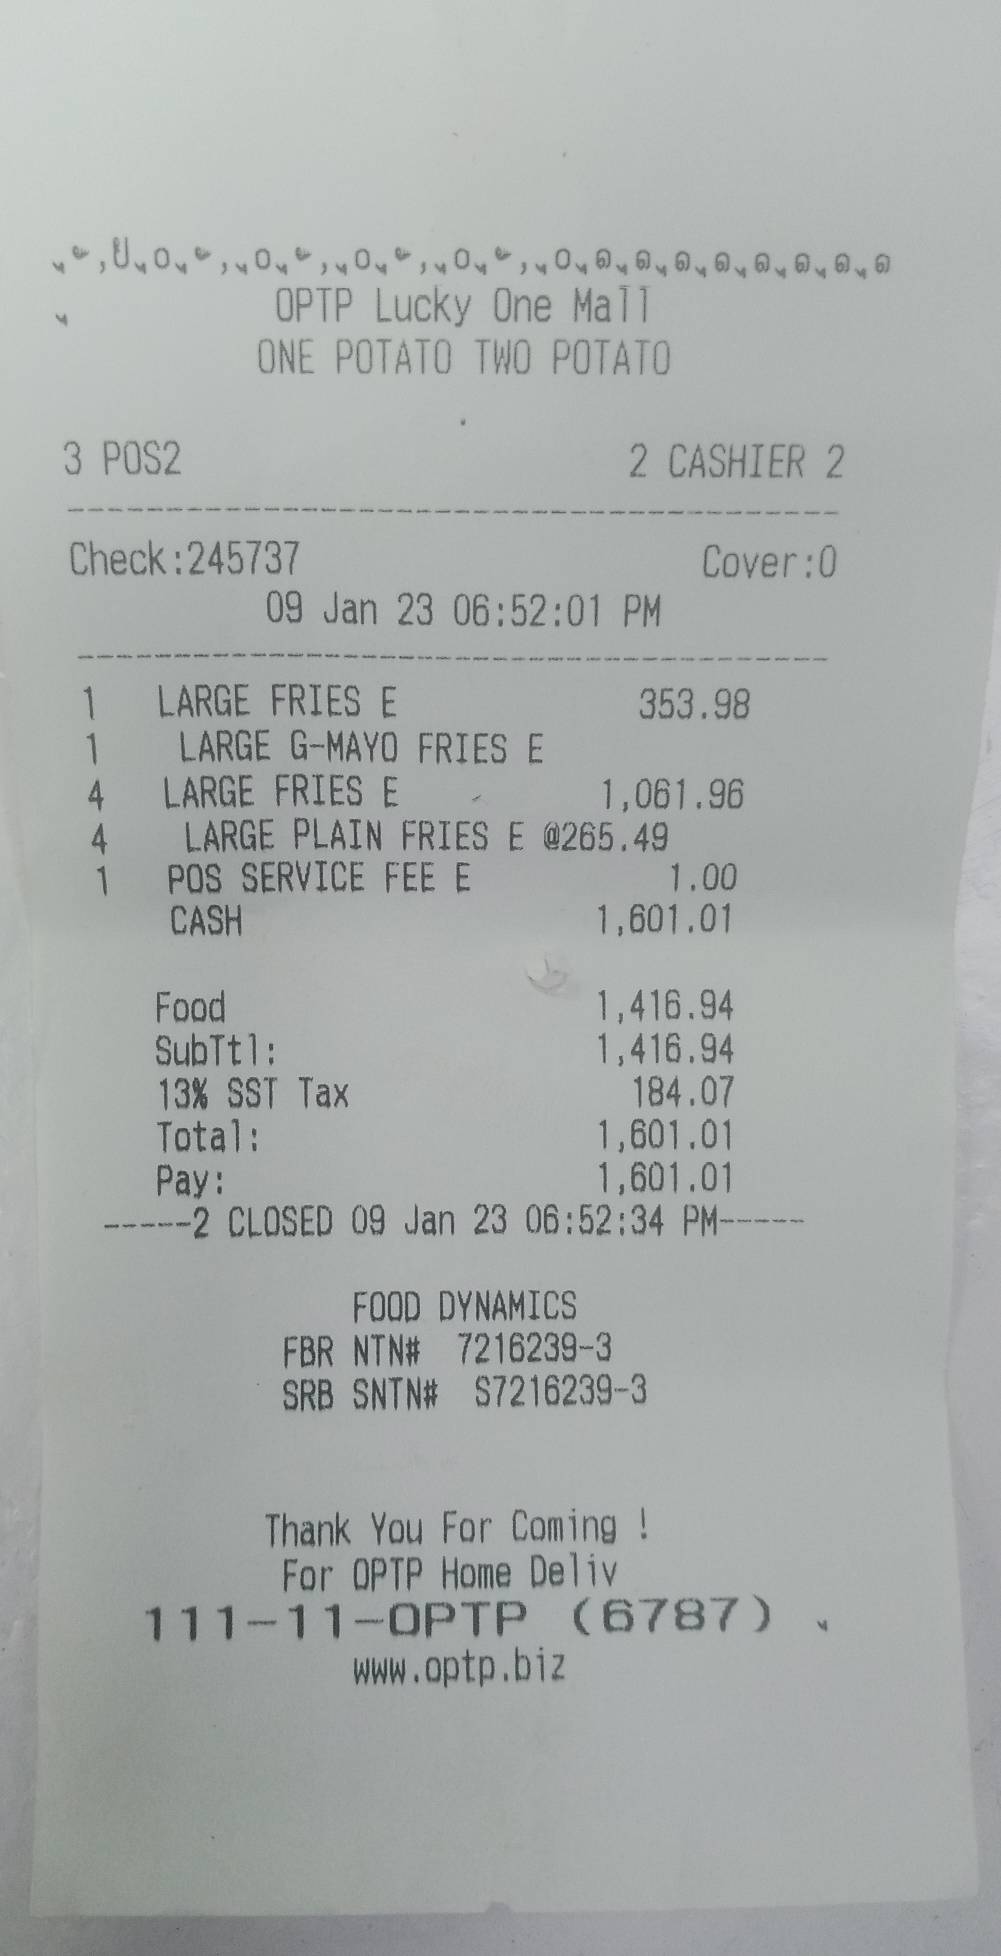 OPTP Lucky One Mall
ONE POTATO TWO POTATO
3 POS2 2 CASHIER 2
Check:245737 Cover:0
09 Jan 23 06:52:01 PM
1 LARGE FRIES E 353.98
1 LARGE G-MAYO FRIES E
4 LARGE FRIES E 1,061.96
4 LARGE PLAIN FRIES E @265.49
1 POS SERVICE FEE E 1.00
CASH 1,601.01
Food 1,416.94
SubTtl: 1,416.94
13% SST Tax 184.07
Total: 1,601.01
Pay: 1,601.01
-----2 CLOSED 09 Jan 23 06:52:34 PM-----
FOOD DYNAMICS
FBR NTN# 7216239-3
SRB SNTN# S7216239-3
Thank You For Coming !
For OPTP Home Deliv
111-11-OPTP (6787)
www.optp.biz